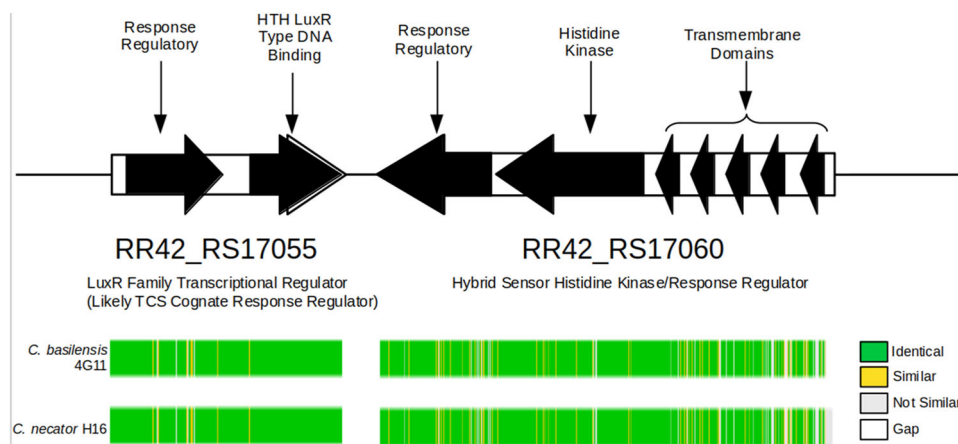 Response
Regulatory
HTH LuxR
Type DNA
Binding
Response
Regulatory
Histidine
Kinase
Transmembrane
Domains
RR42_RS17055
LuxR Family Transcriptional Regulator
(Likely TCS Cognate Response Regulator)
RR42_RS17060
Hybrid Sensor Histidine Kinase/Response Regulator
C. basilensis
4G11
C. necator H16
Identical
Similar
Not Similar
Gap